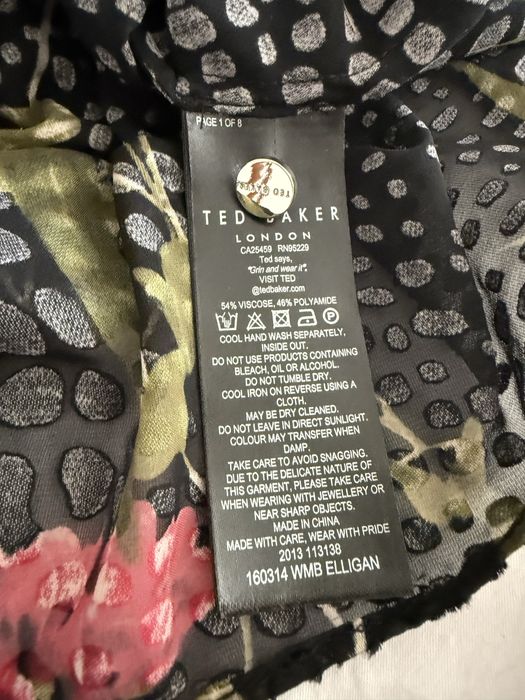 PAGE 1 OF 8
TED BAKER
TED BAKER
LONDON
CA25459 RN95229
Ted says,
"Grin and wear it".
VISIT TED
@tedbaker.com
54% VISCOSE, 46% POLYAMIDE
COOL HAND WASH SEPARATELY,
INSIDE OUT.
DO NOT USE PRODUCTS CONTAINING
BLEACH, OIL OR ALCOHOL.
DO NOT TUMBLE DRY.
COOL IRON ON REVERSE USING A
CLOTH.
MAY BE DRY CLEANED.
DO NOT LEAVE IN DIRECT SUNLIGHT.
COLOUR MAY TRANSFER WHEN
DAMP.
TAKE CARE TO AVOID SNAGGING.
DUE TO THE DELICATE NATURE OF
THIS GARMENT, PLEASE TAKE CARE
WHEN WEARING WITH JEWELLERY OR
NEAR SHARP OBJECTS.
MADE IN CHINA
MADE WITH CARE, WEAR WITH PRIDE
2013 113138
160314 WMB ELLIGAN